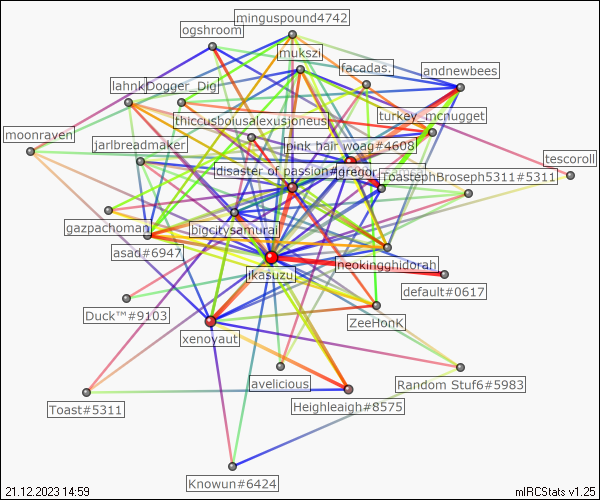 minguspound4742
ogshroom
mukszi
facadas.
andnewbees
Dogger_Dig
turkey_mcnugget
thiccusboiusalexusjoneus
moonraven
jarlbreadmaker
pink hair woag#4608
tescoroll
disaster of passion#
ToastephBroseph5311#5311
gazpachoman
bigcitysamurai
asad#6947
neokingghidorah
ikasuzu
default#0617
Duck™#9103
ZeeHonK
xenoyaut
avelicious
Random Stuf6#5983
Toast#5311
Heighleaigh#8575
Knowun#6424
21.12.2023 14:59
mIRCStats v1.25